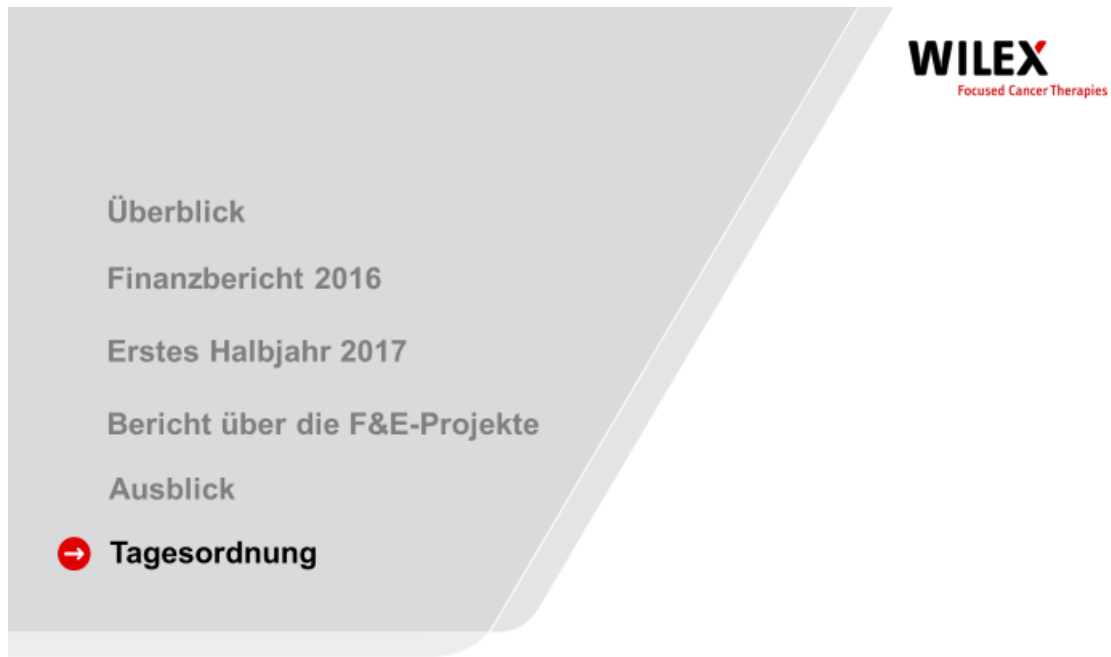 WILEX
Focused Cancer Therapies
Überblick
Finanzbericht 2016
Erstes Halbjahr 2017
Bericht über die F&E-Projekte
Ausblick
Tagesordnung